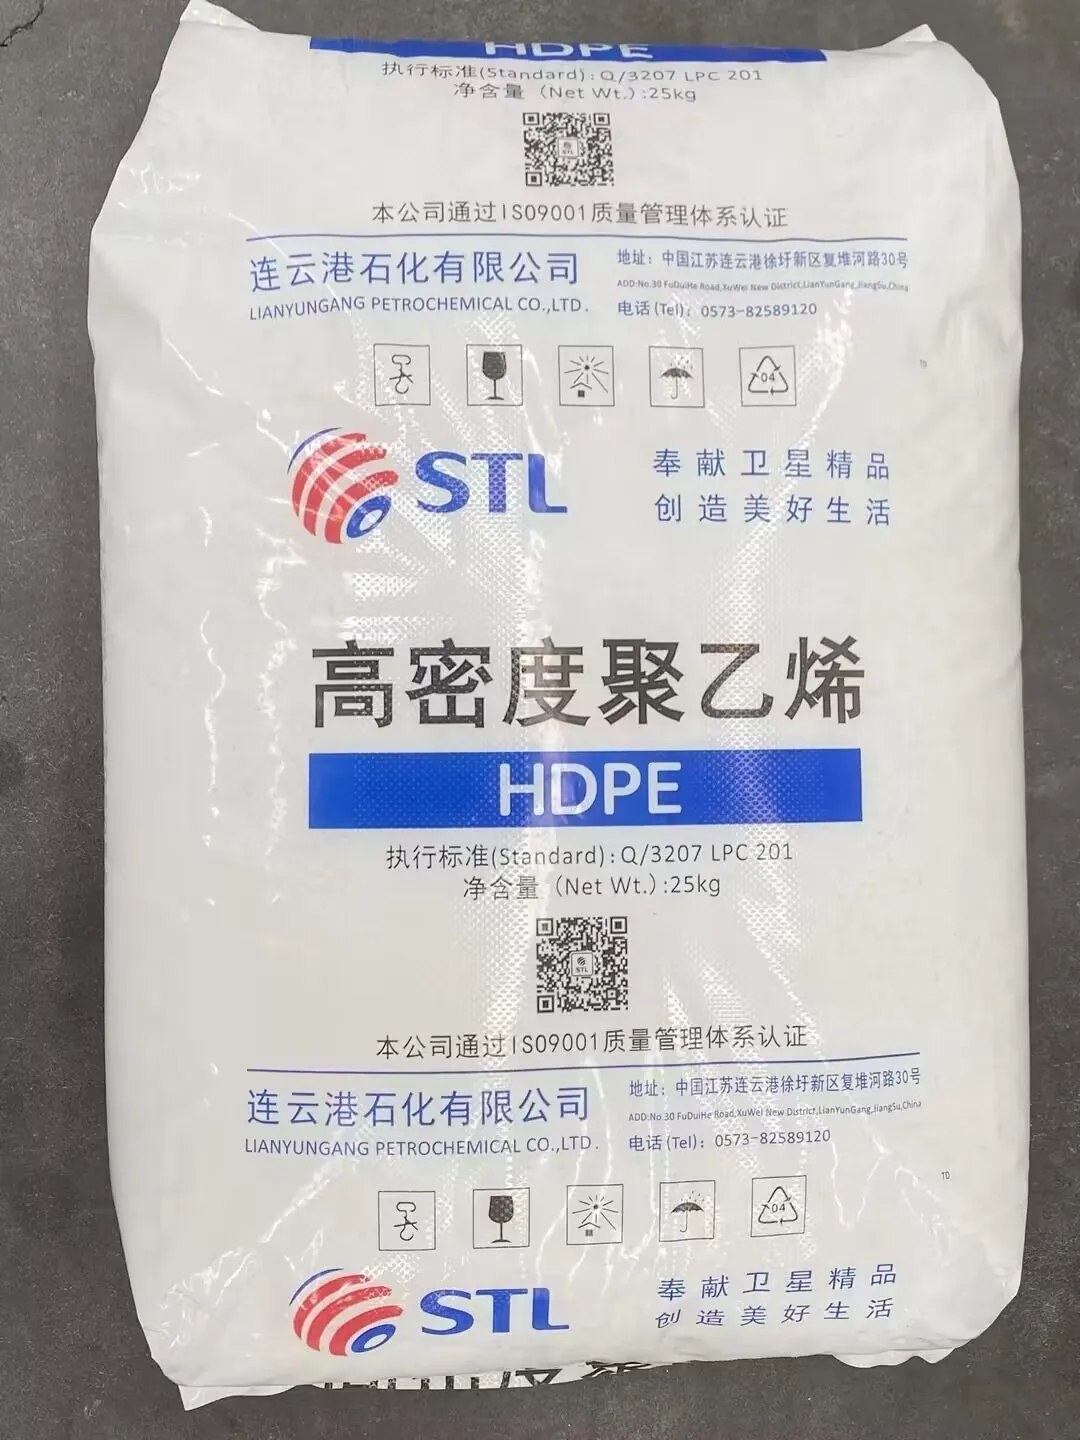 HDPE
执行标准(Standard):Q/3207 LPC 201
净含量（Net Wt.）:25kg
STL
本公司通过ISO9001质量管理体系认证
连云港石化有限公司
LIANYUNGANG PETROCHEMICAL CO.,LTD.
地址：中国江苏连云港徐圩新区复堆河路30号
ADD:No.30 FuDuiHe Road,XuWei New District,LianYunGang,JiangSu,China
电话(Tel)：0573-82589120
04
TD
STL
奉献卫星精品
创造美好生活
高密度聚乙烯
HDPE
执行标准(Standard):Q/3207 LPC 201
净含量（Net Wt.）:25kg
STL
本公司通过ISO9001质量管理体系认证
连云港石化有限公司
LIANYUNGANG PETROCHEMICAL CO.,LTD.
地址：中国江苏连云港徐圩新区复堆河路30号
ADD:No.30 FuDuiHe Road,XuWei New District,LianYunGang,JiangSu,China
电话(Tel)：0573-82589120
TD
04
STL
奉献卫星精品
创造美好生活